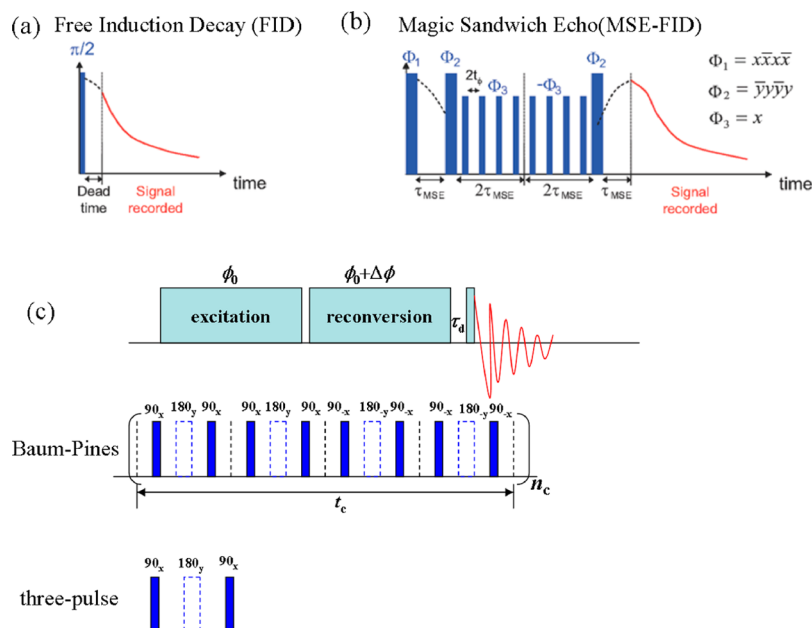 (a) Free Induction Decay (FID)
π/2
Dead time
Signal recorded
time
(b) Magic Sandwich Echo(MSE-FID)
Φ₁ Φ₂ 2tᵩ Φ₃ -Φ₃ Φ₂
Φ₁ = xx̅xx̅
Φ₂ = y̅yy̅y
Φ₃ = x
τMSE 2τMSE 2τMSE τMSE
time
Signal recorded
(c)
ϕ₀ ϕ₀+Δϕ
excitation reconversion τd
90ₓ 180y 90ₓ 90ₓ 180y 90ₓ 90₋ₓ 180-y 90₋ₓ 90₋ₓ 180-y 90₋ₓ
Baum-Pines
nc
tc
90ₓ 180y 90ₓ
three-pulse